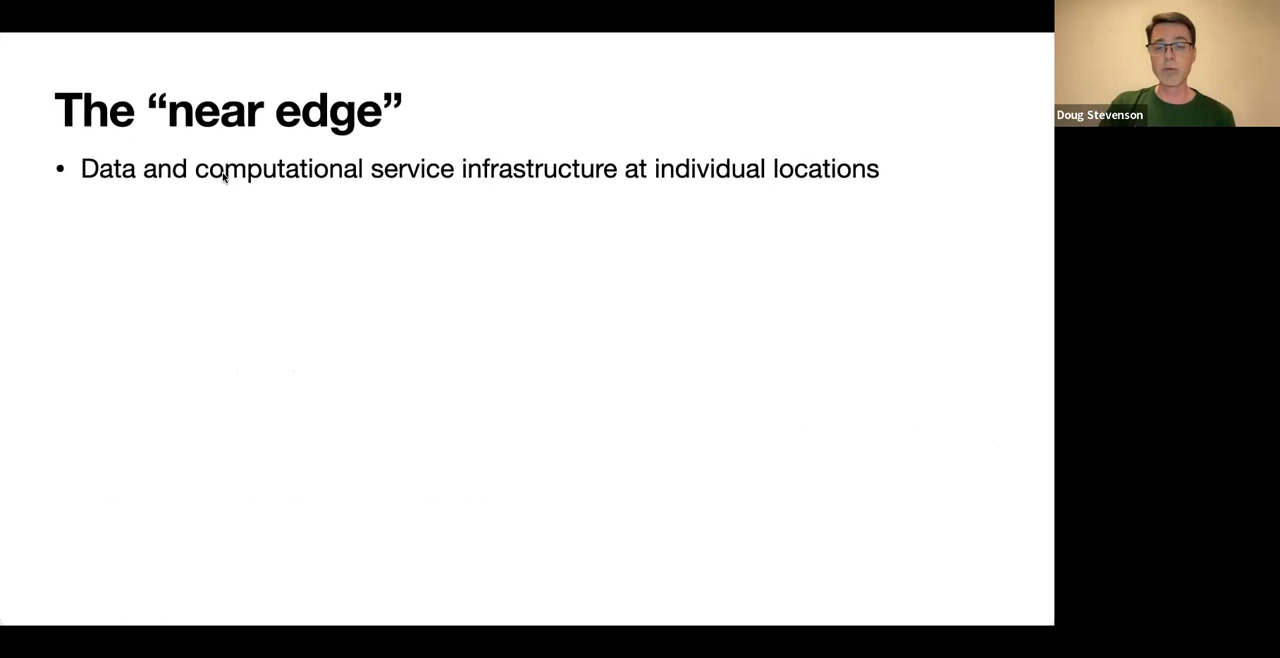 The “near edge”
• Data and computational service infrastructure at individual locations
Doug Stevenson